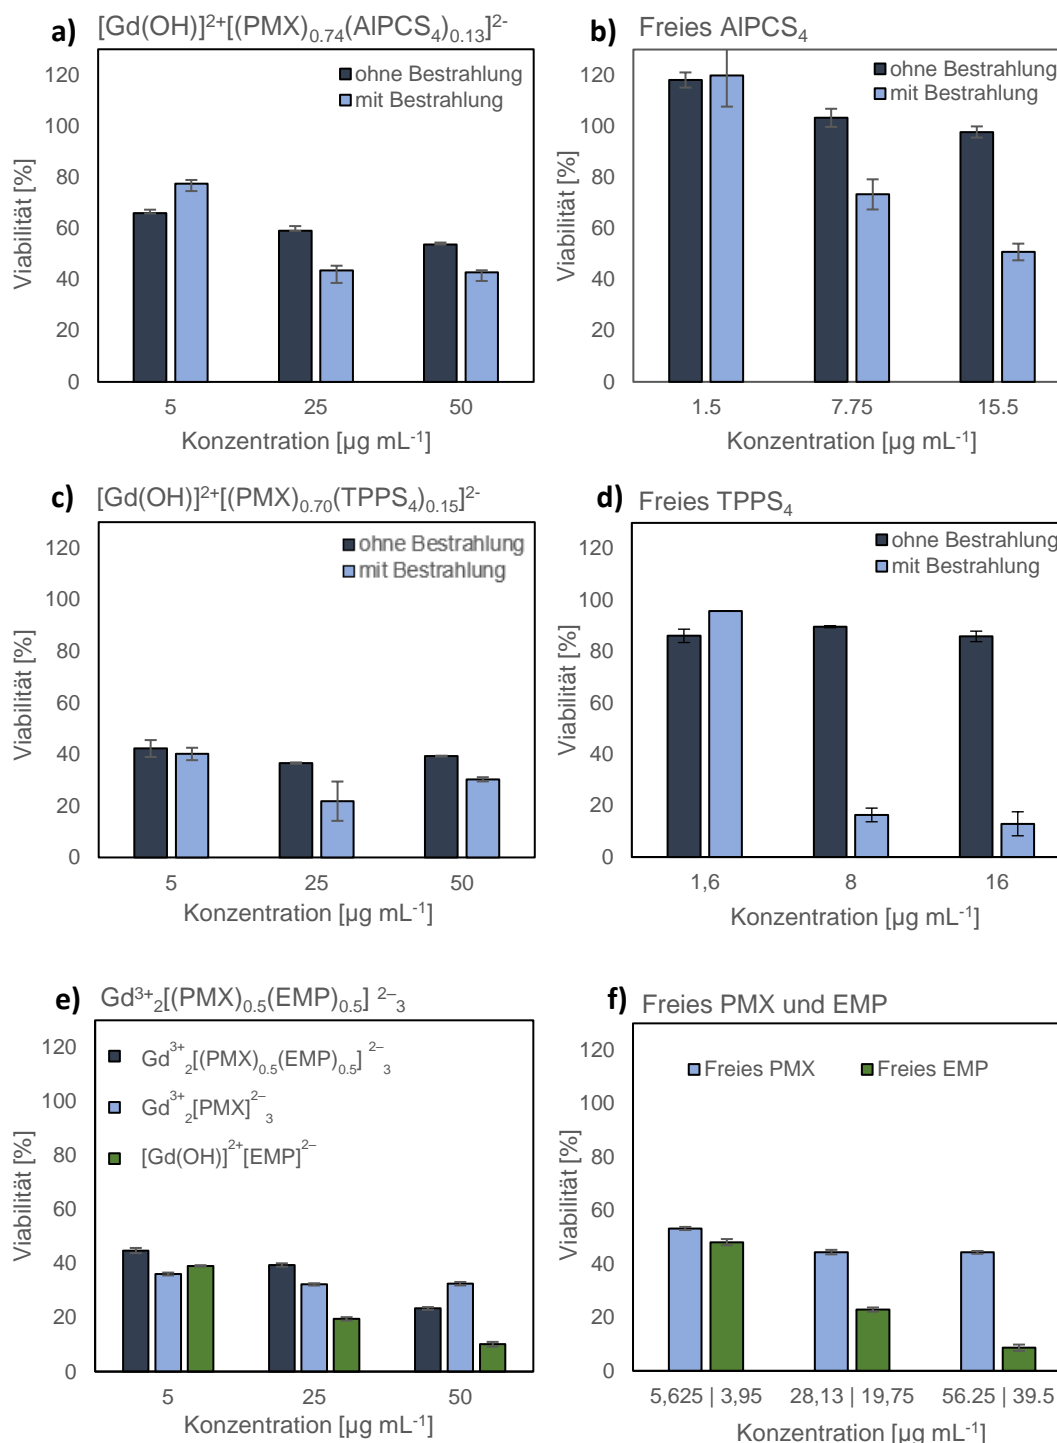 a) [Gd(OH)]²⁺[(PMX)₀.₇₄(AlPCS₄)₀.₁₃]²⁻
ohne Bestrahlung
mit Bestrahlung
Viabilität [%]
120
100
80
60
40
20
0
5 25 50
Konzentration [µg mL⁻¹]
b) Freies AlPCS₄
ohne Bestrahlung
mit Bestrahlung
Viabilität [%]
120
100
80
60
40
20
0
1.5 7.75 15.5
Konzentration [µg mL⁻¹]
c) [Gd(OH)]²⁺[(PMX)₀.₇₀(TPPS₄)₀.₁₅]²⁻
ohne Bestrahlung
mit Bestrahlung
Viabilität [%]
120
100
80
60
40
20
0
5 25 50
Konzentration [µg mL⁻¹]
d) Freies TPPS₄
ohne Bestrahlung
mit Bestrahlung
Viabilität [%]
120
100
80
60
40
20
0
1,6 8 16
Konzentration [µg mL⁻¹]
e) Gd³⁺₂[(PMX)₀.₅(EMP)₀.₅] ²⁻₃
Gd³⁺₂[(PMX)₀.₅(EMP)₀.₅] ²⁻₃
Gd³⁺₂[PMX]²⁻₃
[Gd(OH)]²⁺[EMP]²⁻
Viabilität [%]
120
100
80
60
40
20
0
5 25 50
Konzentration [µg mL⁻¹]
f) Freies PMX und EMP
Freies PMX Freies EMP
Viabilität [%]
120
100
80
60
40
20
0
5,625 | 3,95 28,13 | 19,75 56.25 | 39.5
Konzentration [µg mL⁻¹]